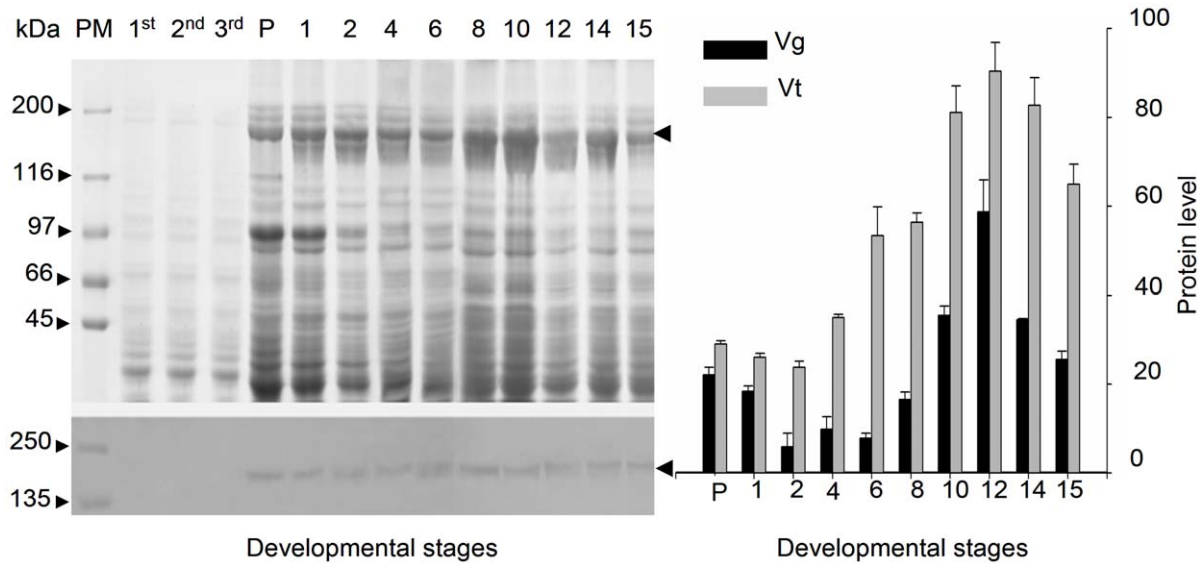 kDa PM 1st 2nd 3rd P 1 2 4 6 8 10 12 14 15
200
116
97
66
45
250
135
Developmental stages
Vg
Vt
100
80
60
40
20
0
Protein level
P 1 2 4 6 8 10 12 14 15
Developmental stages